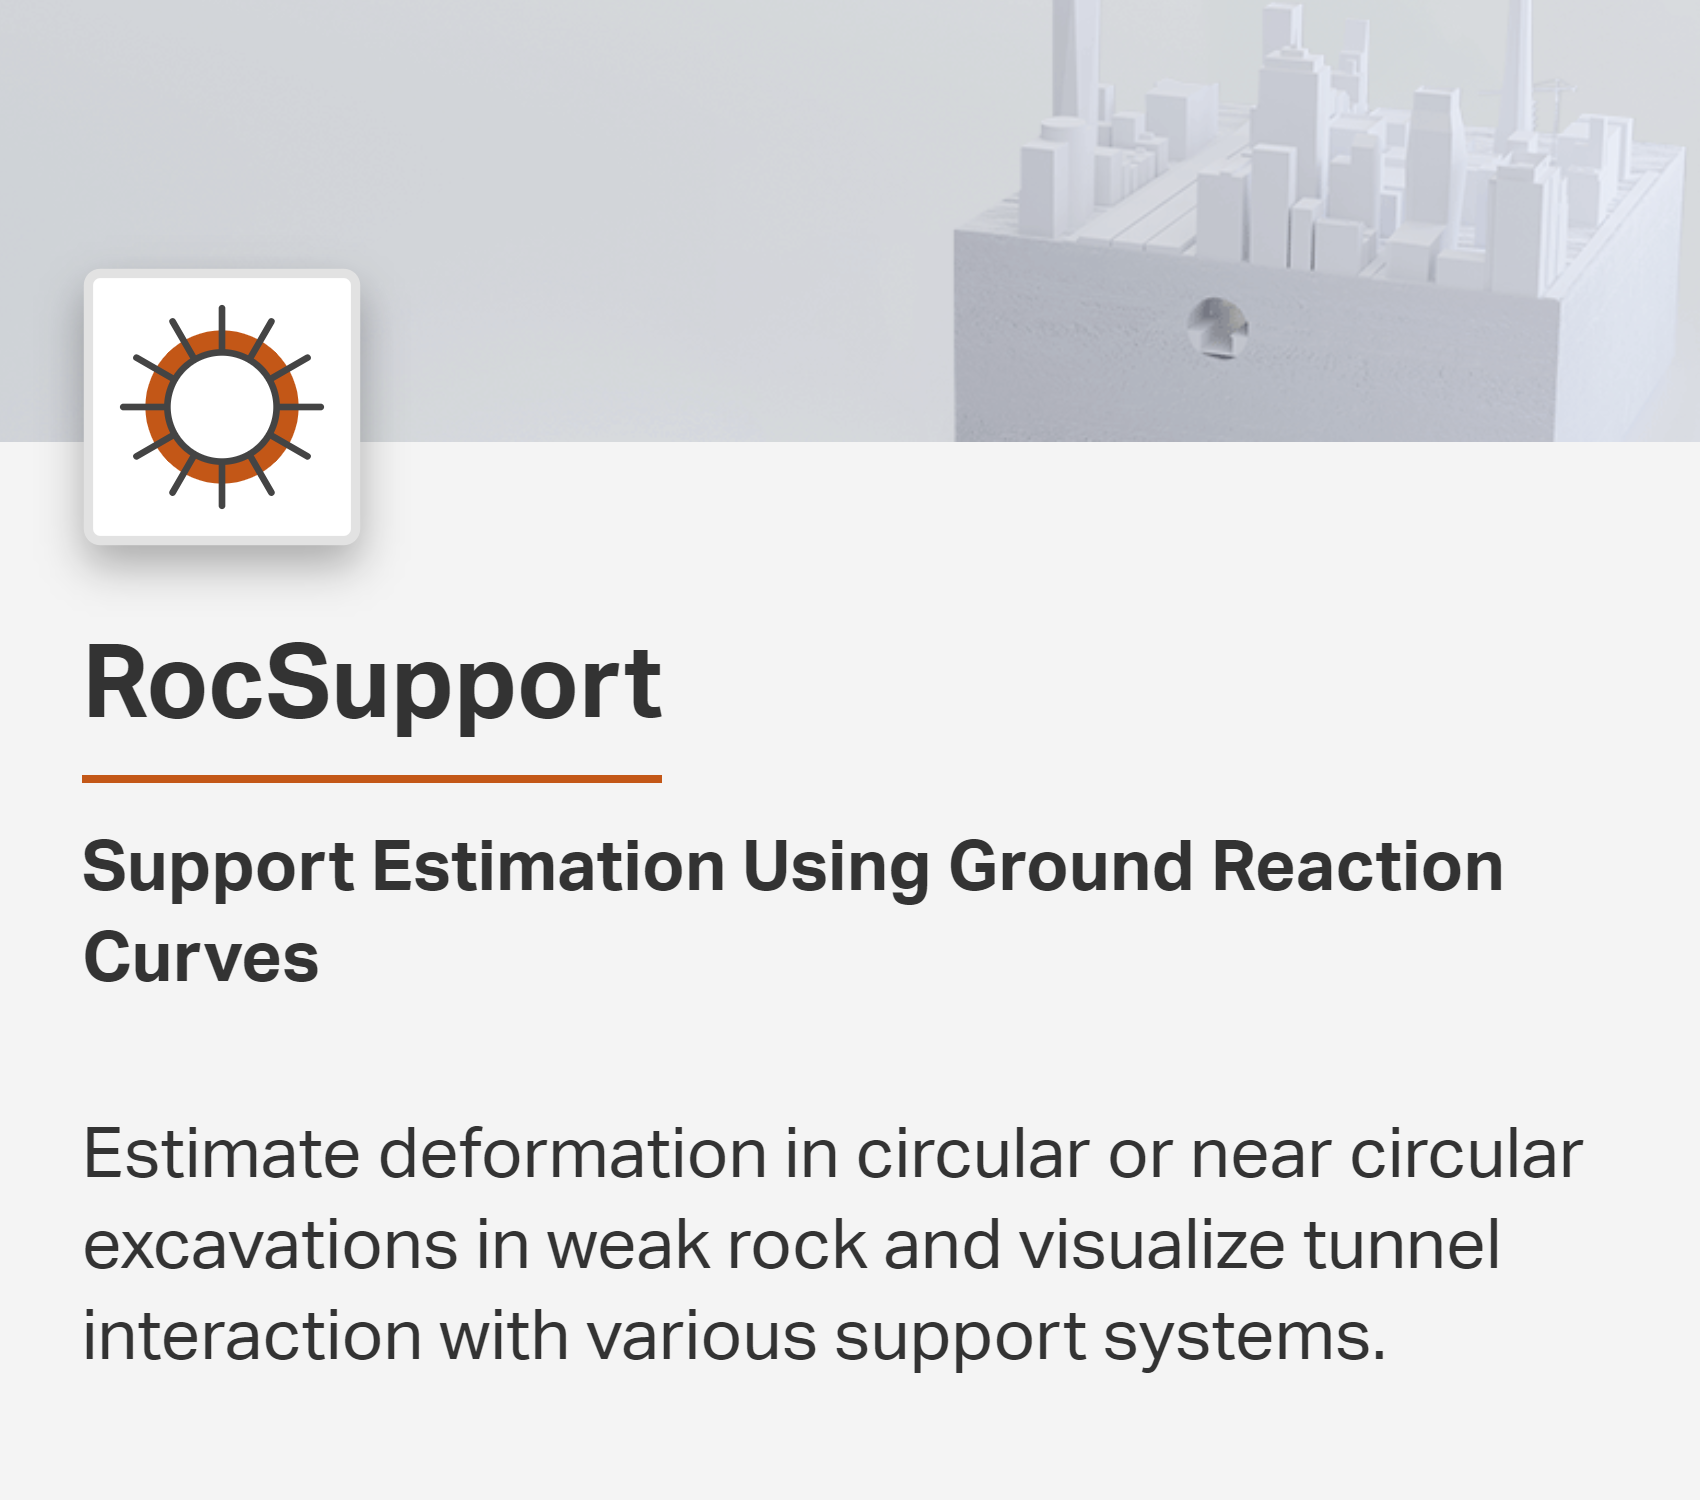 RocSupport
Support Estimation Using Ground Reaction
Curves
Estimate deformation in circular or near circular
excavations in weak rock and visualize tunnel
interaction with various support systems.